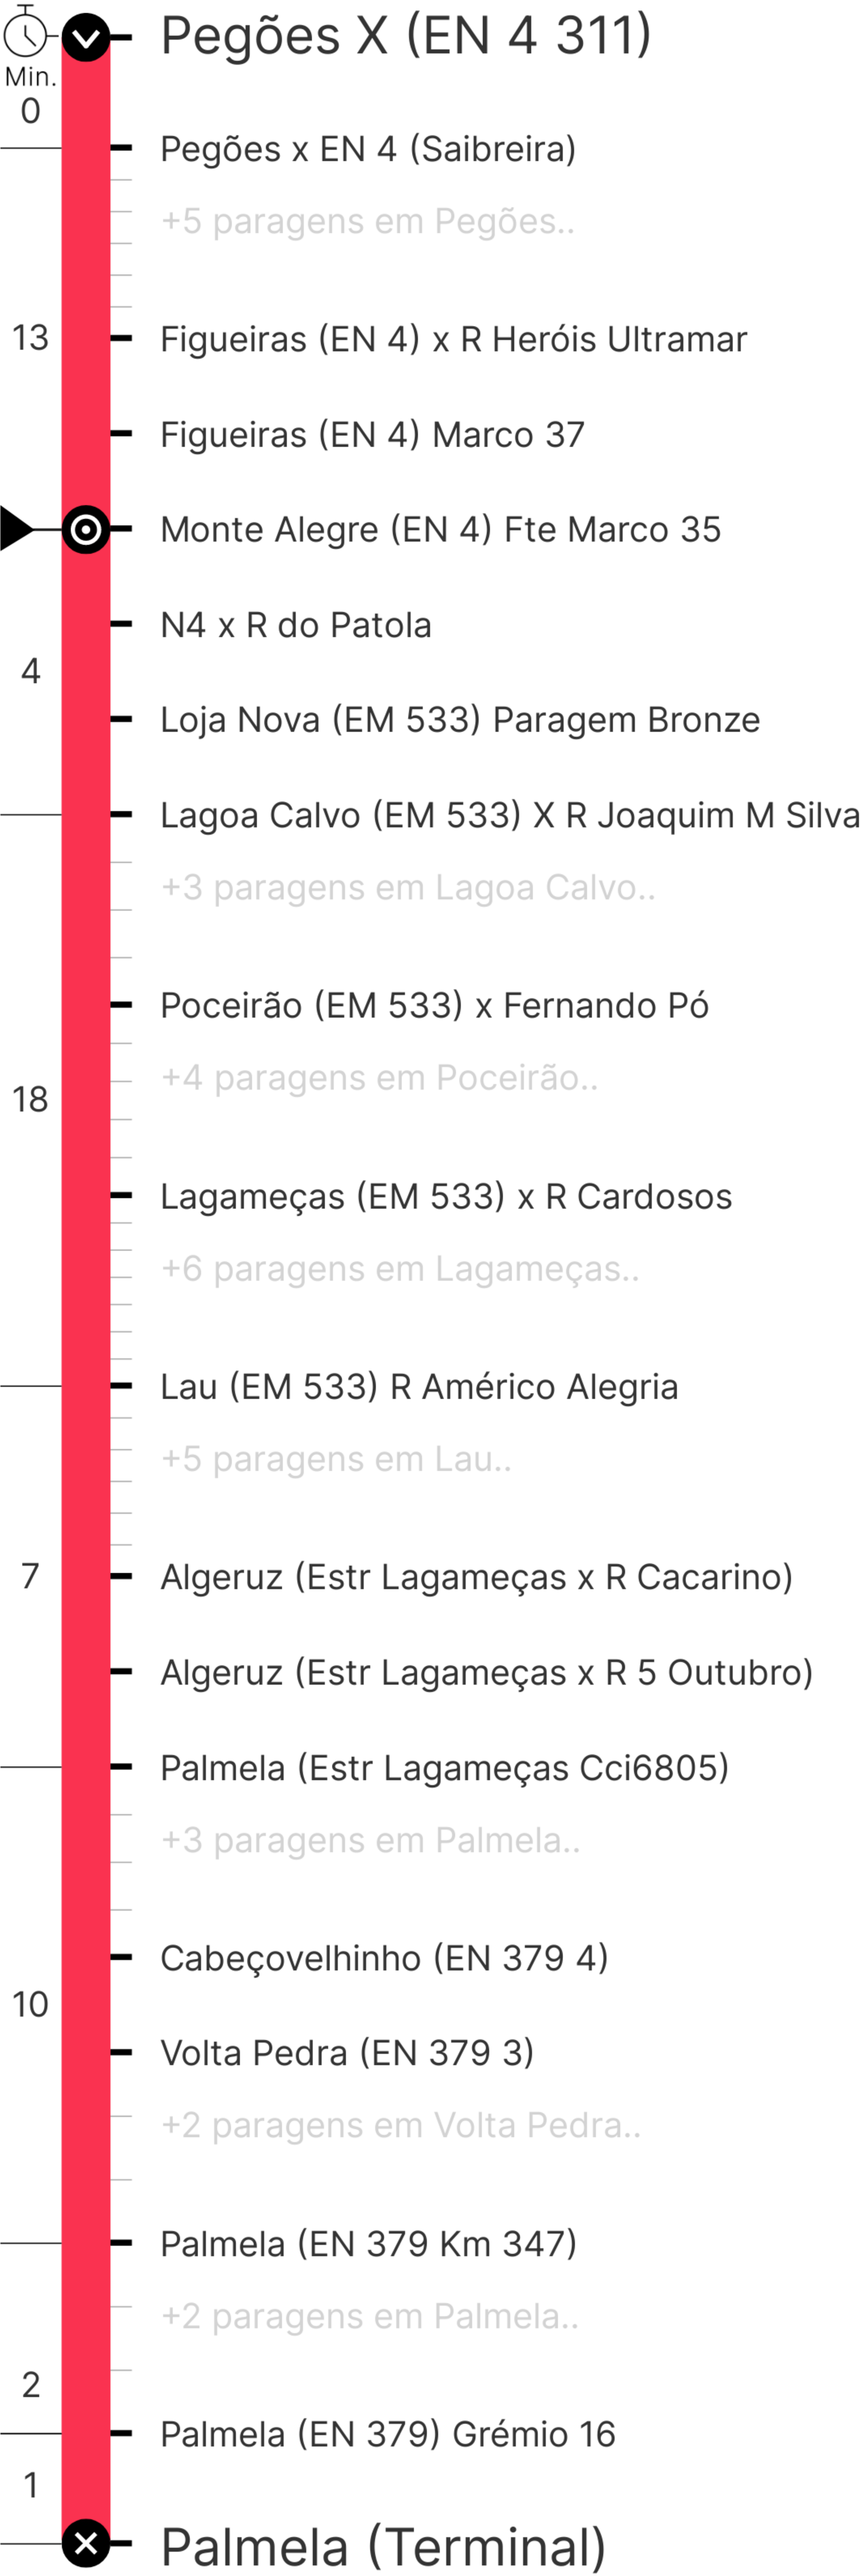 Pegões X (EN 4 311)
Min.
0
Pegões x EN 4 (Saibreira)
+5 paragens em Pegões..
13
Figueiras (EN 4) x R Heróis Ultramar
Figueiras (EN 4) Marco 37
Monte Alegre (EN 4) Fte Marco 35
N4 x R do Patola
4
Loja Nova (EM 533) Paragem Bronze
Lagoa Calvo (EM 533) X R Joaquim M Silva
+3 paragens em Lagoa Calvo..
Poceirão (EM 533) x Fernando Pó
+4 paragens em Poceirão..
18
Lagameças (EM 533) x R Cardosos
+6 paragens em Lagameças..
Lau (EM 533) R Américo Alegria
+5 paragens em Lau..
7
Algeruz (Estr Lagameças x R Cacarino)
Algeruz (Estr Lagameças x R 5 Outubro)
Palmela (Estr Lagameças Cci6805)
+3 paragens em Palmela..
Cabeçovelhinho (EN 379 4)
10
Volta Pedra (EN 379 3)
+2 paragens em Volta Pedra..
Palmela (EN 379 Km 347)
+2 paragens em Palmela..
2
Palmela (EN 379) Grémio 16
1
Palmela (Terminal)